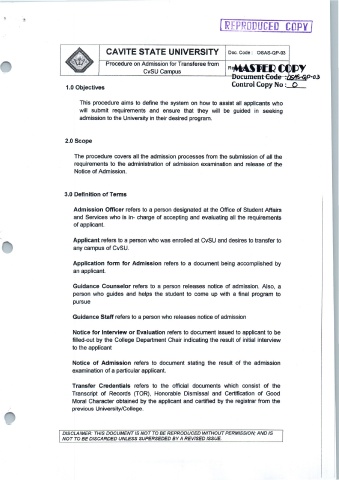 REPRODUCED COPY
CAVITE STATE UNIVERSITY
Doc. Code : OSAS-QP-03
Procedure on Admission for Transferee from
CvSU Campus
MASTER COPY
Document Code : OSAS-QP-03
Control Copy No : 0
1.0 Objectives
This procedure aims to define the system on how to assist all applicants who
will submit requirements and ensure that they will be guided in seeking
admission to the University in their desired program.
2.0 Scope
The procedure covers all the admission processes from the submission of all the
requirements to the administration of admission examination and release of the
Notice of Admission.
3.0 Definition of Terms
Admission Officer refers to a person designated at the Office of Student Affairs
and Services who is in- charge of accepting and evaluating all the requirements
of applicant.
Applicant refers to a person who was enrolled at CvSU and desires to transfer to
any campus of CvSU.
Application form for Admission refers to a document being accomplished by
an applicant.
Guidance Counselor refers to a person releases notice of admission. Also, a
person who guides and helps the student to come up with a final program to
pursue
Guidance Staff refers to a person who releases notice of admission
Notice for Interview or Evaluation refers to document issued to applicant to be
filled-out by the College Department Chair indicating the result of initial interview
to the applicant
Notice of Admission refers to document stating the result of the admission
examination of a particular applicant.
Transfer Credentials refers to the official documents which consist of the
Transcript of Records (TOR), Honorable Dismissal and Certification of Good
Moral Character obtained by the applicant and certified by the registrar from the
previous University/College.
DISCLAIMER: THIS DOCUMENT IS NOT TO BE REPRODUCED WITHOUT PERMISSION; AND IS
NOT TO BE DISCARDED UNLESS SUPERSEDED BY A REVISED ISSUE.